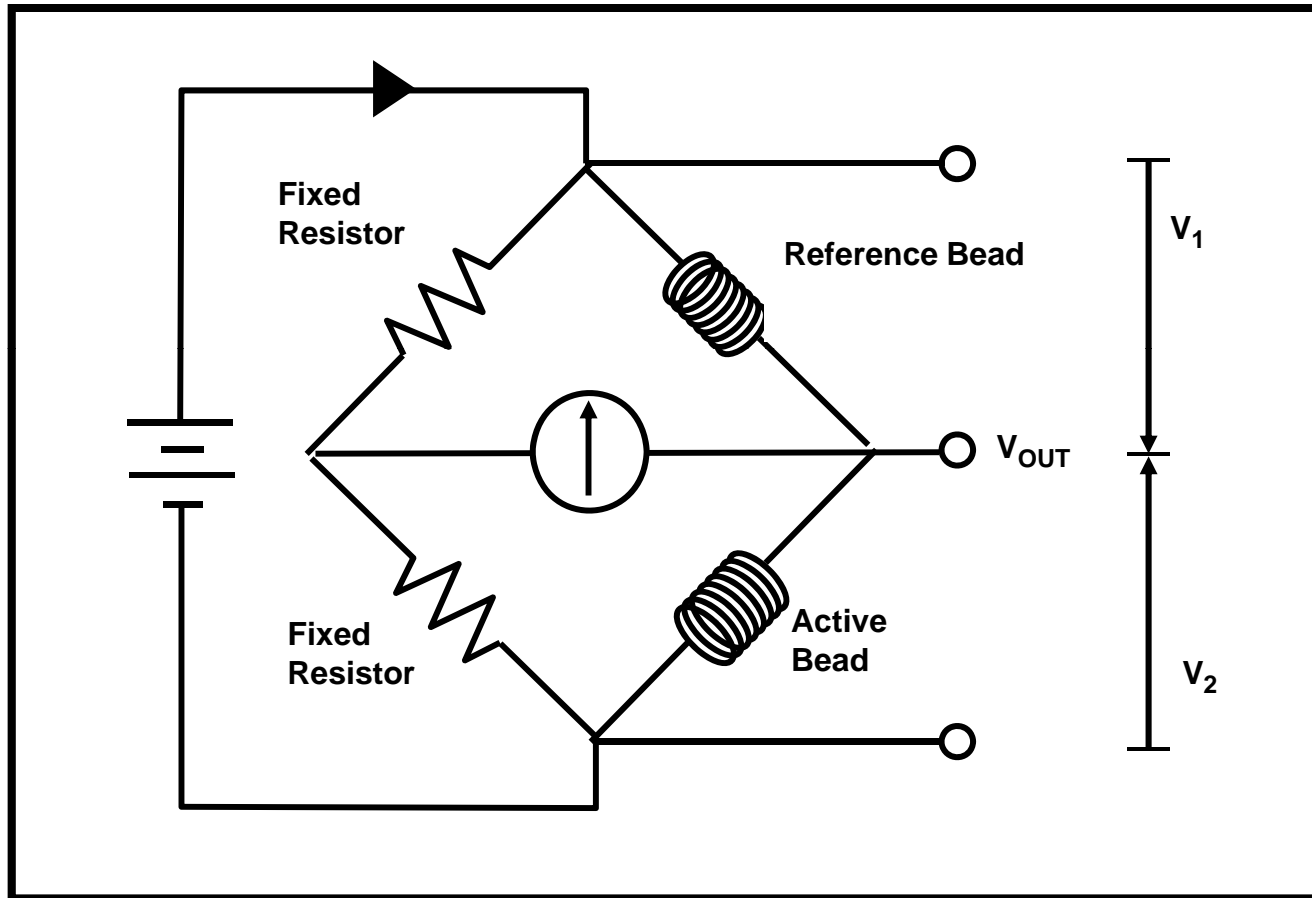 Fixed
Resistor
V1
Reference Bead
VOUT
Fixed
Resistor
Active
Bead
V2